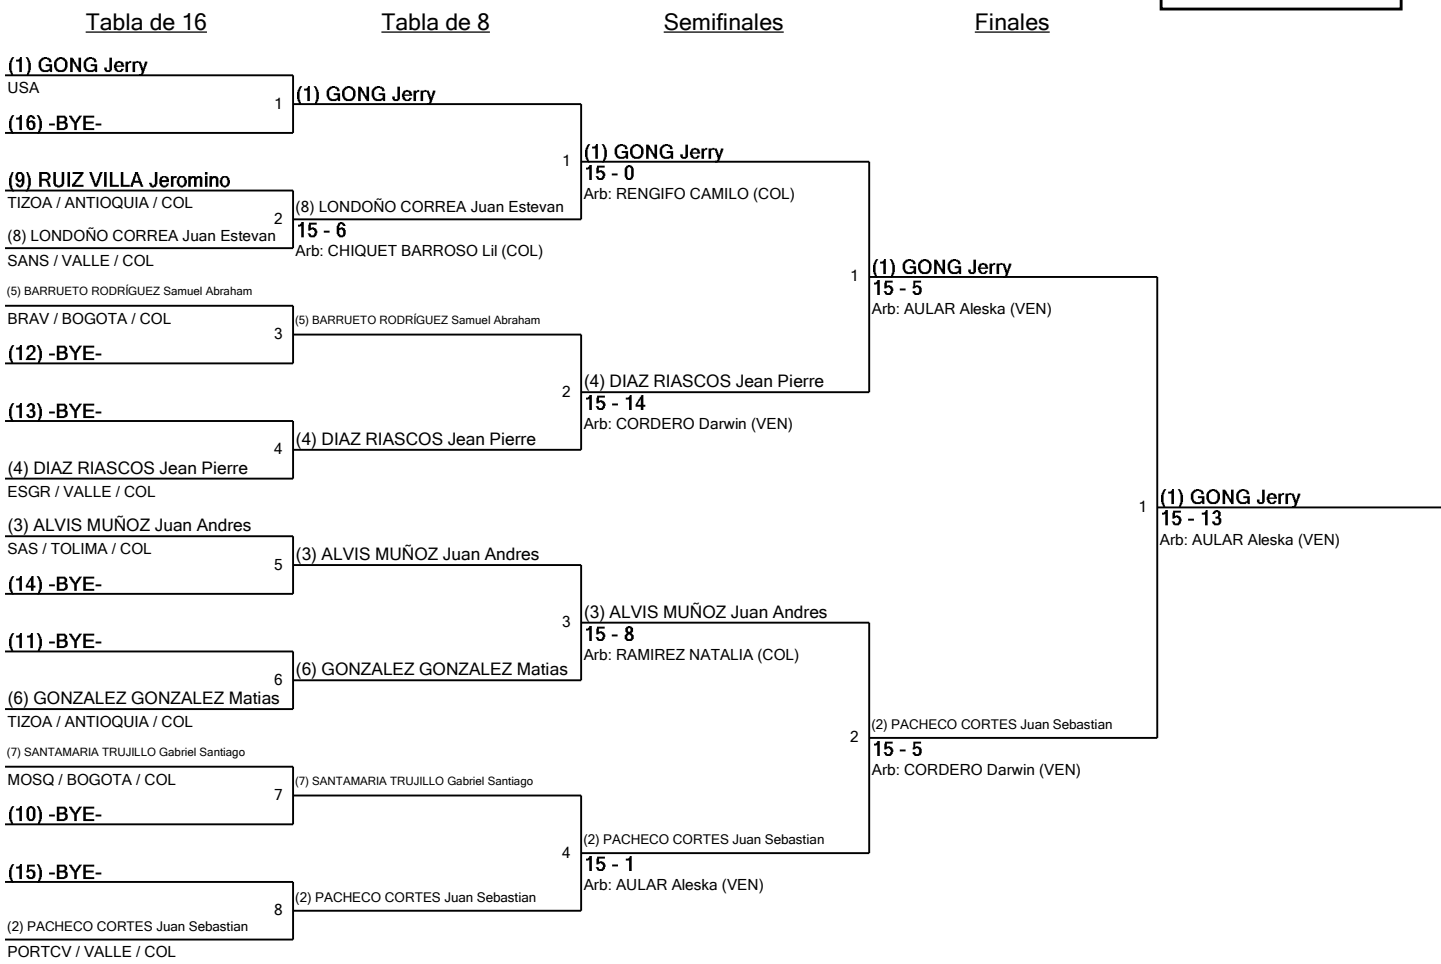 Tabla de 16
Tabla de 8
Semifinales
Finales
(1) GONG Jerry
USA
1
(16) -BYE-
(9) RUIZ VILLA Jeromino
TIZOA / ANTIOQUIA / COL
2
(8) LONDOÑO CORREA Juan Estevan
SANS / VALLE / COL
(5) BARRUETO RODRÍGUEZ Samuel Abraham
BRAV / BOGOTA / COL
3
(12) -BYE-
(13) -BYE-
4
(4) DIAZ RIASCOS Jean Pierre
ESGR / VALLE / COL
(3) ALVIS MUÑOZ Juan Andres
SAS / TOLIMA / COL
5
(14) -BYE-
(11) -BYE-
6
(6) GONZALEZ GONZALEZ Matias
TIZOA / ANTIOQUIA / COL
(7) SANTAMARIA TRUJILLO Gabriel Santiago
MOSQ / BOGOTA / COL
7
(10) -BYE-
(15) -BYE-
8
(2) PACHECO CORTES Juan Sebastian
PORTCV / VALLE / COL
(1) GONG Jerry
1
(8) LONDOÑO CORREA Juan Estevan
15 - 6
Arb: CHIQUET BARROSO Lil (COL)
(5) BARRUETO RODRÍGUEZ Samuel Abraham
2
(4) DIAZ RIASCOS Jean Pierre
(3) ALVIS MUÑOZ Juan Andres
3
(6) GONZALEZ GONZALEZ Matias
(7) SANTAMARIA TRUJILLO Gabriel Santiago
4
(2) PACHECO CORTES Juan Sebastian
(1) GONG Jerry
15 - 0
Arb: RENGIFO CAMILO (COL)
1
(4) DIAZ RIASCOS Jean Pierre
15 - 14
Arb: CORDERO Darwin (VEN)
(3) ALVIS MUÑOZ Juan Andres
15 - 8
Arb: RAMIREZ NATALIA (COL)
2
(2) PACHECO CORTES Juan Sebastian
15 - 1
Arb: AULAR Aleska (VEN)
(1) GONG Jerry
15 - 5
Arb: AULAR Aleska (VEN)
1
(2) PACHECO CORTES Juan Sebastian
15 - 5
Arb: CORDERO Darwin (VEN)
(1) GONG Jerry
15 - 13
Arb: AULAR Aleska (VEN)